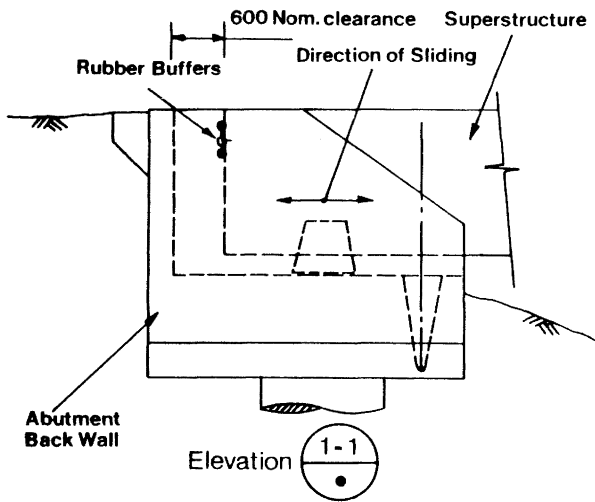 600 Nom. clearance
Superstructure
Direction of Sliding
Rubber Buffers
Abutment
Back Wall
Elevation
1-1